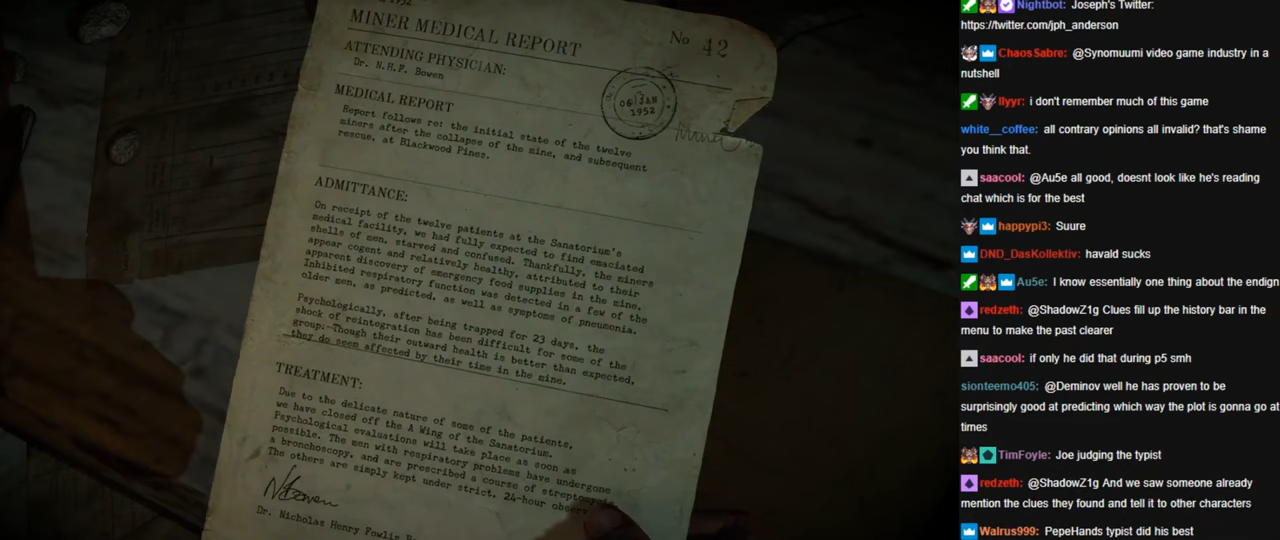 1952
MINER MEDICAL REPORT
No 42
ATTENDING PHYSICIAN:
Dr. N.H.F. Bowen
06 JAN
1952
MEDICAL REPORT
Report follows re: the initial state of the twelve
miners after the collapse of the mine, and subsequent
rescue, at Blackwood Pines.
ADMITTANCE:
On receipt of the twelve patients at the Sanatorium's
medical facility, we had fully expected to find emaciated
shells of men, starved and confused. Thankfully, the miners
appear cogent and relatively healthy, attributed to their
apparent discovery of emergency food supplies in the mine.
Inhibited respiratory function was detected in a few of the
older men, as predicted, as well as symptoms of pneumonia.
Psychologically, after being trapped for 23 days, the
shock of reintegration has been difficult for some of the
group. Though their outward health is better than expected,
they do seem affected by their time in the mine.
TREATMENT:
Due to the delicate nature of some of the patients,
we have closed off the A Wing of the Sanatorium.
Psychological evaluations will take place as soon as
possible. The men with respiratory problems have undergone
a bronchoscopy, and are prescribed a course of
The others are simply kept under strict, 24-hour
NBowen
Dr. Nicholas Henry Fowlis
Nightbot: Joseph's Twitter:
https://twitter.com/jph_anderson
ChaosSabre: @Synomuumi video game industry in a
nutshell
llyyr: i don't remember much of this game
white__coffee: all contrary opinions all invalid? that's shame
you think that.
saacool: @Au5e all good, doesnt look like he's reading
chat which is for the best
happypi3: Suure
DND_DasKollektiv: havald sucks
Au5e: I know essentially one thing about the endign
redzeth: @ShadowZ1g Clues fill up the history bar in the
menu to make the past clearer
saacool: if only he did that during p5 smh
sionteemo405: @Deminov well he has proven to be
surprisingly good at predicting which way the plot is gonna go at
times
TimFoyle: Joe judging the typist
redzeth: @ShadowZ1g And we saw someone already
mention the clues they found and tell it to other characters
Walrus999: PepeHands typist did his best